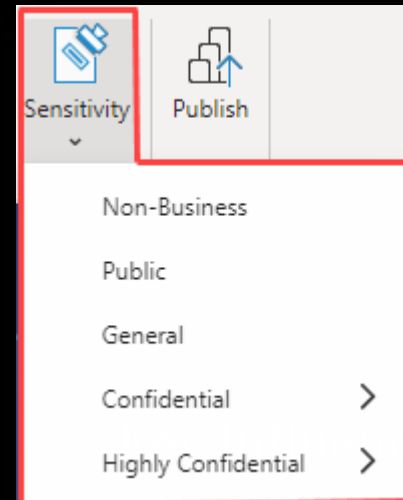 Sensitivity
Publish
Non-Business
Public
General
Confidential
Highly Confidential